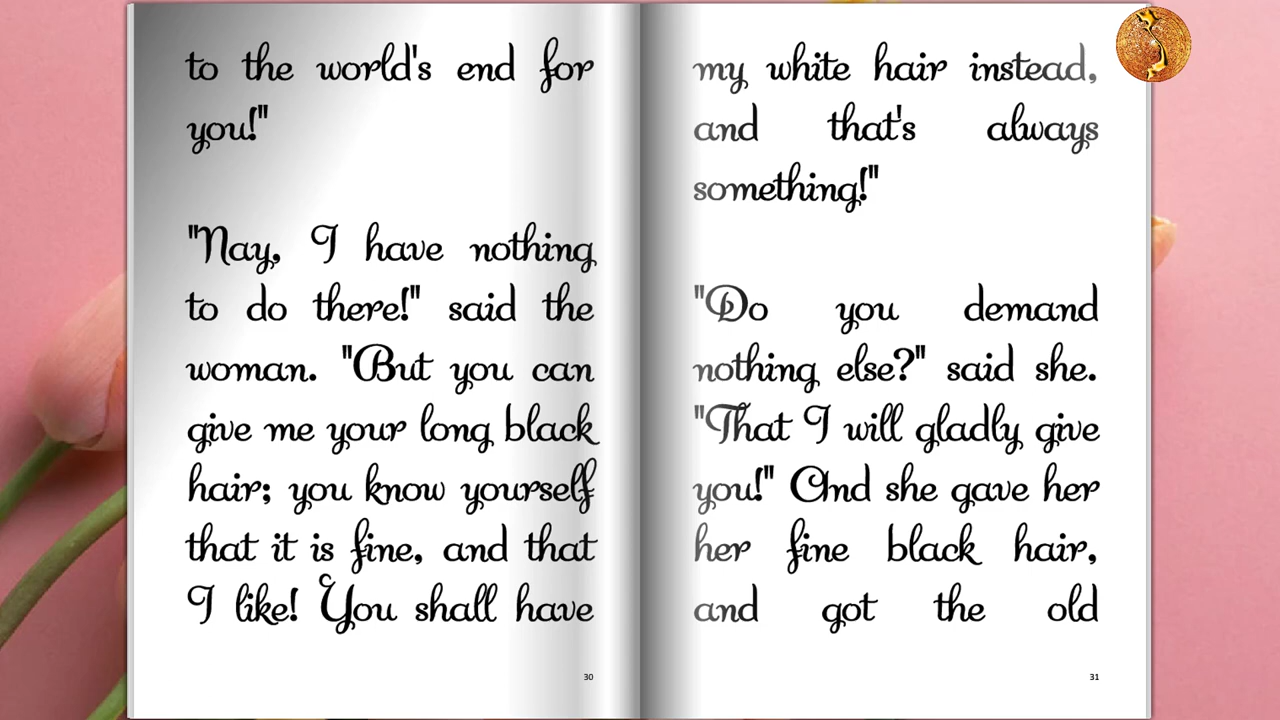 to the world's end for
you!"
"Nay, I have nothing
to do there!" said the
woman. "But you can
give me your long black
hair; you know yourself
that it is fine, and that
I like! You shall have
30
my white hair instead,
and that's always
something!"
"Do you demand
nothing else?" said she.
"That I will gladly give
you!" And she gave her
her fine black hair,
and got the old
31